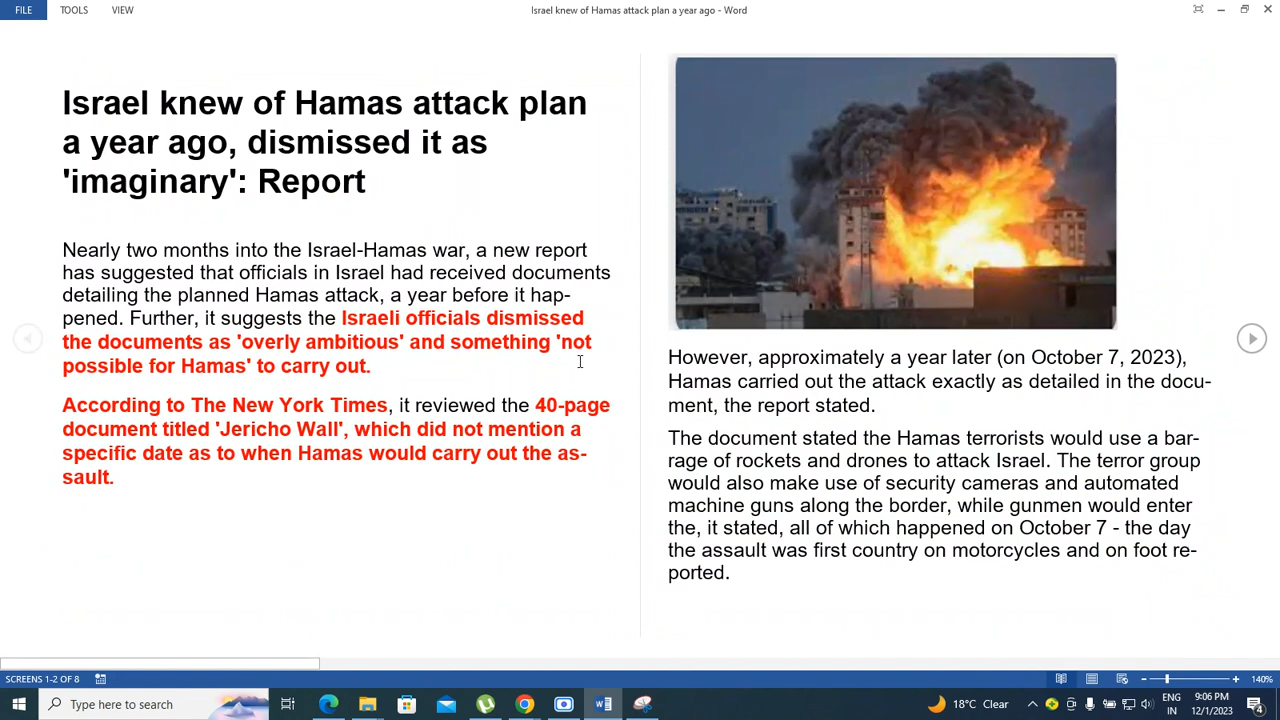 FILE
TOOLS
VIEW
Israel knew of Hamas attack plan a year ago - Word
Israel knew of Hamas attack plan
a year ago, dismissed it as
'imaginary': Report
Nearly two months into the Israel-Hamas war, a new report
has suggested that officials in Israel had received documents
detailing the planned Hamas attack, a year before it hap-
pened. Further, it suggests the Israeli officials dismissed
the documents as 'overly ambitious' and something 'not
possible for Hamas' to carry out.
According to The New York Times, it reviewed the 40-page
document titled 'Jericho Wall', which did not mention a
specific date as to when Hamas would carry out the as-
sault.
However, approximately a year later (on October 7, 2023),
Hamas carried out the attack exactly as detailed in the docu-
ment, the report stated.
The document stated the Hamas terrorists would use a bar-
rage of rockets and drones to attack Israel. The terror group
would also make use of security cameras and automated
machine guns along the border, while gunmen would enter
the, it stated, all of which happened on October 7 - the day
the assault was first country on motorcycles and on foot re-
ported.
SCREENS 1-2 OF 8
140%
Type here to search
18°C Clear
ENG
IN
9:06 PM
12/1/2023
4